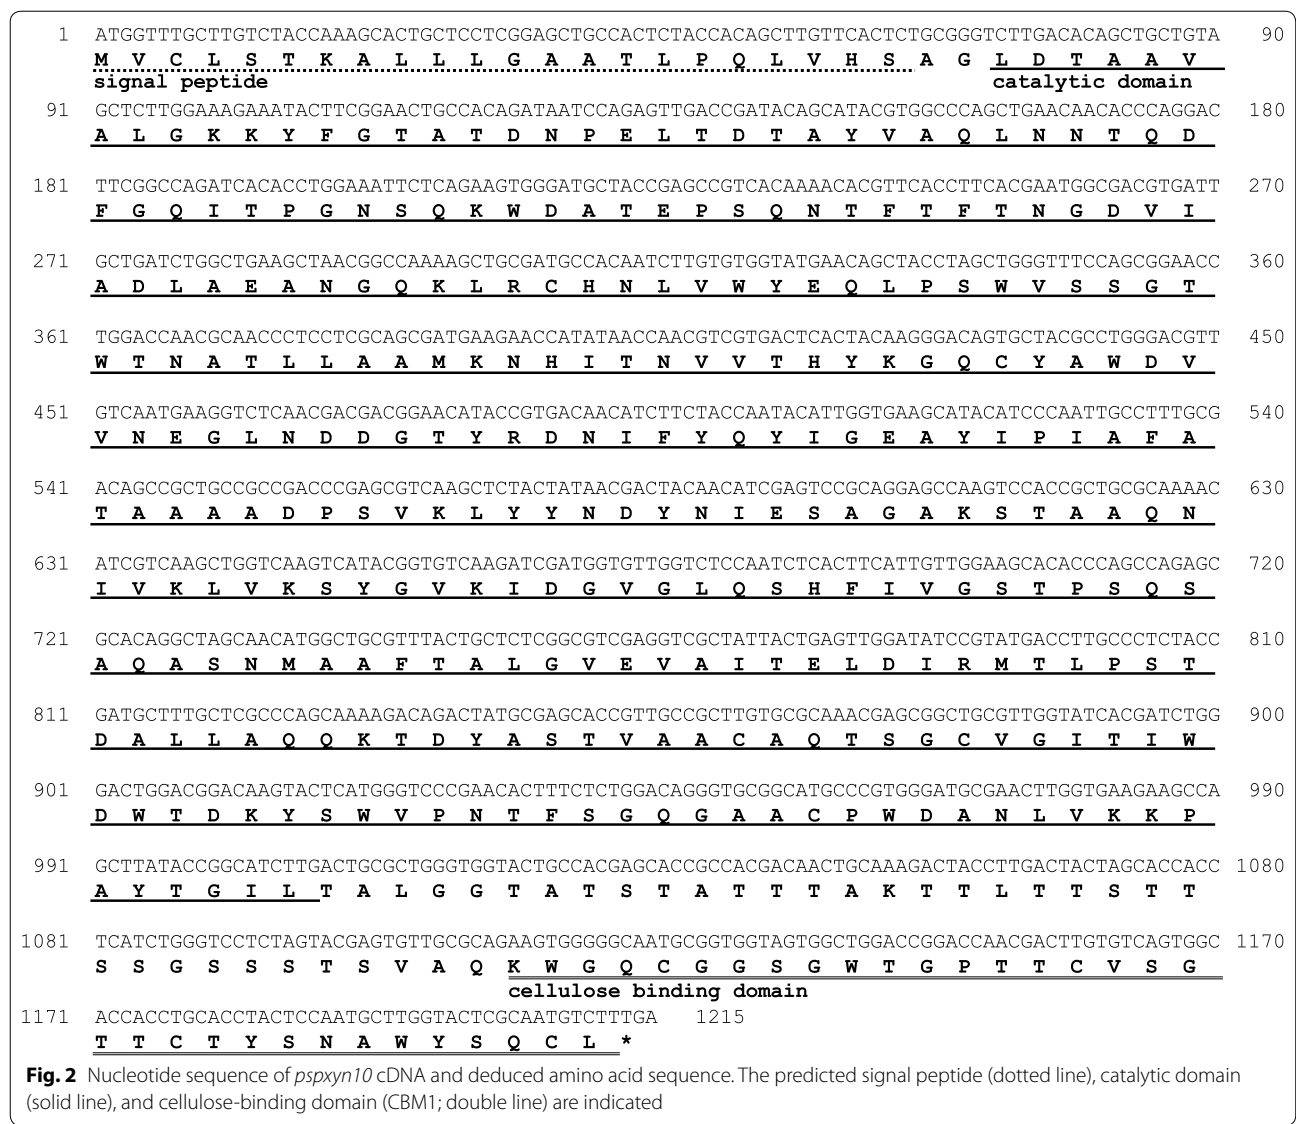 1 ATGGTTTGCTTGTCTACCAAAGCACTGCTCCTCGGAGCTGCCACTCTACCACAGCTTGTTCACTCTGCGGGTCTTGACACAGCTGCTGTA 90
M V C L S T K A L L L G A A T L P Q L V H S A G L D T A A V
signal peptide catalytic domain
91 GCTCTTGGAAAGAAATACTTCGGAACTGCCACAGATAATCCAGAGTTGACCGATACAGCATACGTGGCCCAGCTGAACAACACCCAGGAC 180
A L G K K Y F G T A T D N P E L T D T A Y V A Q L N N T Q D
181 TTCGGCCAGATCACACCTGGAAATTCTCAGAAGTGGGATGCTACCGAGCCGTCACAAAACACGTTCACCTTCACGAATGGCGACGTGATT 270
F G Q I T P G N S Q K W D A T E P S Q N T F T F T N G D V I
271 GCTGATCTGGCTGAAGCTAACGGCCAAAAGCTGCGATGCCACAATCTTGTGTGGTATGAACAGCTACCTAGCTGGGTTTCCAGCGGAACC 360
A D L A E A N G Q K L R C H N L V W Y E Q L P S W V S S G T
361 TGGACCAACGCAACCCTCCTCGCAGCGATGAAGAACCATATAACCAACGTCGTGACTCACTACAAGGGACAGTGCTACGCCTGGGACGTT 450
W T N A T L L A A M K N H I T N V V T H Y K G Q C Y A W D V
451 GTCAATGAAGGTCTCAACGACGACGGAACATACCGTGACAACATCTTCTACCAATACATTGGTGAAGCATACATCCCAATTGCCTTTGCG 540
V N E G L N D D G T Y R D N I F Y Q Y I G E A Y I P I A F A
541 ACAGCCGCTGCCGCCGACCCGAGCGTCAAGCTCTACTATAACGACTACAACATCGAGTCCGCAGGAGCCAAGTCCACCGCTGCGCAAAAC 630
T A A A A D P S V K L Y Y N D Y N I E S A G A K S T A A Q N
631 ATCGTCAAGCTGGTCAAGTCATACGGTGTCAAGATCGATGGTGTTGGTCTCCAATCTCACTTCATTGTTGGAAGCACACCCAGCCAGAGC 720
I V K L V K S Y G V K I D G V G L Q S H F I V G S T P S Q S
721 GCACAGGCTAGCAACATGGCTGCGTTTACTGCTCTCGGCGTCGAGGTCGCTATTACTGAGTTGGATATCCGTATGACCTTGCCCTCTACC 810
A Q A S N M A A F T A L G V E V A I T E L D I R M T L P S T
811 GATGCTTTGCTCGCCCAGCAAAAGACAGACTATGCGAGCACCGTTGCCGCTTGTGCGCAAACGAGCGGCTGCGTTGGTATCACGATCTGG 900
D A L L A Q Q K T D Y A S T V A A C A Q T S G C V G I T I W
901 GACTGGACGGACAAGTACTCATGGGTCCCGAACACTTTCTCTGGACAGGGTGCGGCATGCCCGTGGGATGCGAACTTGGTGAAGAAGCCA 990
D W T D K Y S W V P N T F S G Q G A A C P W D A N L V K K P
991 GCTTATACCGGCATCTTGACTGCGCTGGGTGGTACTGCCACGAGCACCGCCACGACAACTGCAAAGACTACCTTGACTACTAGCACCACC 1080
A Y T G I L T A L G G T A T S T A T T T A K T T L T T S T T
1081 TCATCTGGGTCCTCTAGTACGAGTGTTGCGCAGAAGTGGGGGCAATGCGGTGGTAGTGGCTGGACCGGACCAACGACTTGTGTCAGTGGC 1170
S S G S S S T S V A Q K W G Q C G G S G W T G P T T C V S G
cellulose binding domain
1171 ACCACCTGCACCTACTCCAATGCTTGGTACTCGCAATGTCTTTGA 1215
T T C T Y S N A W Y S Q C L *
Fig. 2 Nucleotide sequence of pspxyn10 cDNA and deduced amino acid sequence. The predicted signal peptide (dotted line), catalytic domain
(solid line), and cellulose-binding domain (CBM1; double line) are indicated